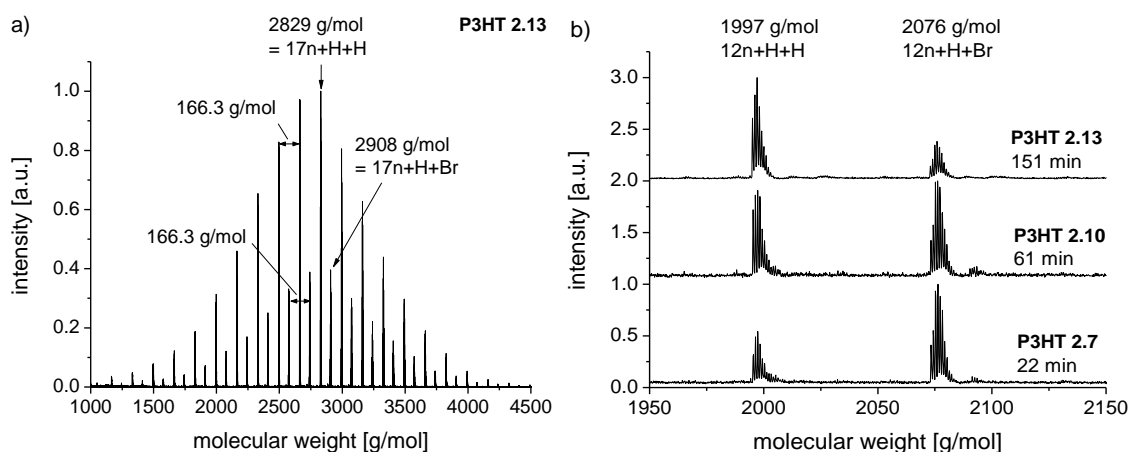 a)
2829 g/mol
= 17n+H+H
P3HT 2.13
166.3 g/mol
2908 g/mol
= 17n+H+Br
166.3 g/mol
intensity [a.u.]
1.0
0.8
0.6
0.4
0.2
0.0
1000 1500 2000 2500 3000 3500 4000 4500
molecular weight [g/mol]
b)
1997 g/mol
12n+H+H
2076 g/mol
12n+H+Br
P3HT 2.13
151 min
P3HT 2.10
61 min
P3HT 2.7
22 min
intensity [a.u.]
3.0
2.5
2.0
1.5
1.0
0.5
0.0
1950 2000 2050 2100 2150
molecular weight [g/mol]